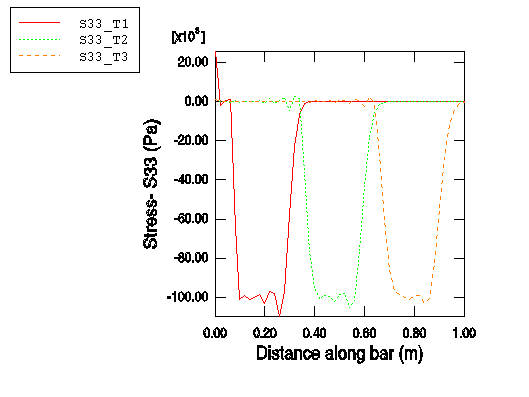 S33_T1
S33_T2
S33_T3
[x10
20.00
0.00
-20.00
-40.00
-60.00
-80.00
-100.00
Stress- S33 (Pa)
0.00 0.20 0.40 0.60 0.80 1.00
Distance along bar (m)